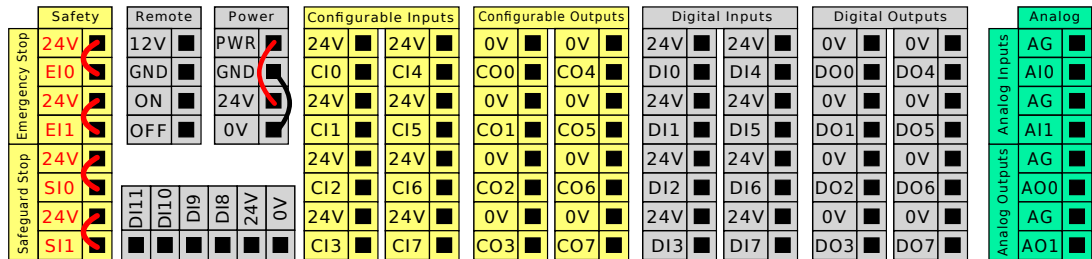 Safety
Remote
Power
Configurable Inputs
Configurable Outputs
Digital Inputs
Digital Outputs
Analog
Emergency Stop
24V
EI0
24V
EI1
Safeguard Stop
24V
SI0
24V
SI1
12V
GND
ON
OFF
PWR
GND
24V
0V
DI11
DI10
DI9
DI8
24V
0V
24V 24V
CI0 CI4
24V 24V
CI1 CI5
24V 24V
CI2 CI6
24V 24V
CI3 CI7
0V 0V
CO0 CO4
0V 0V
CO1 CO5
0V 0V
CO2 CO6
0V 0V
CO3 CO7
24V 24V
DI0 DI4
24V 24V
DI1 DI5
24V 24V
DI2 DI6
24V 24V
DI3 DI7
0V 0V
DO0 DO4
0V 0V
DO1 DO5
0V 0V
DO2 DO6
0V 0V
DO3 DO7
Analog Inputs
AG
AI0
AG
AI1
Analog Outputs
AG
AO0
AG
AO1